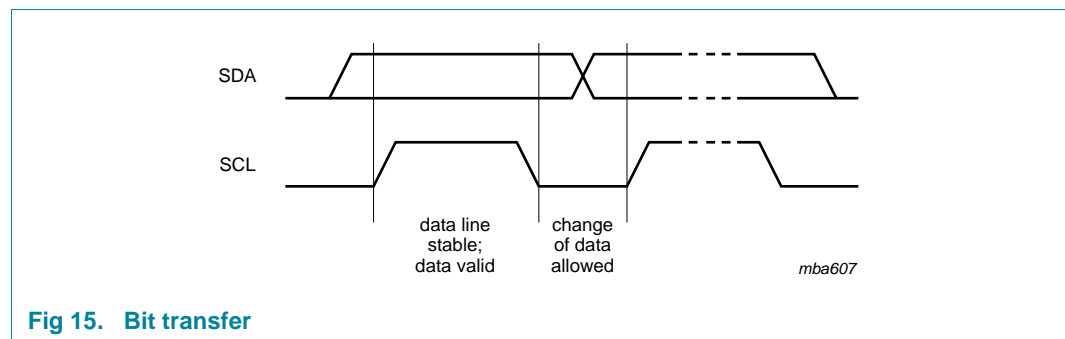 SDA
SCL
data line
stable;
data valid
change
of data
allowed
mba607
Fig 15. Bit transfer